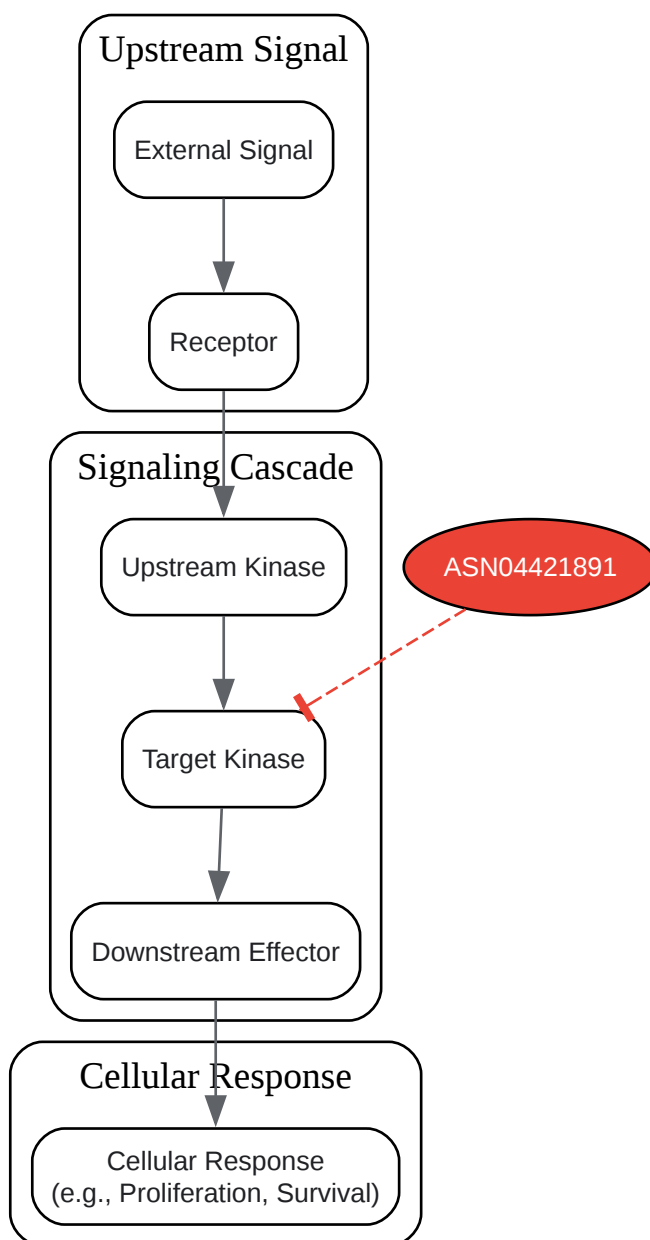 Upstream Signal
External Signal
Receptor
Signaling Cascade
Upstream Kinase
ASN04421891
Target Kinase
Downstream Effector
Cellular Response
Cellular Response
(e.g., Proliferation, Survival)